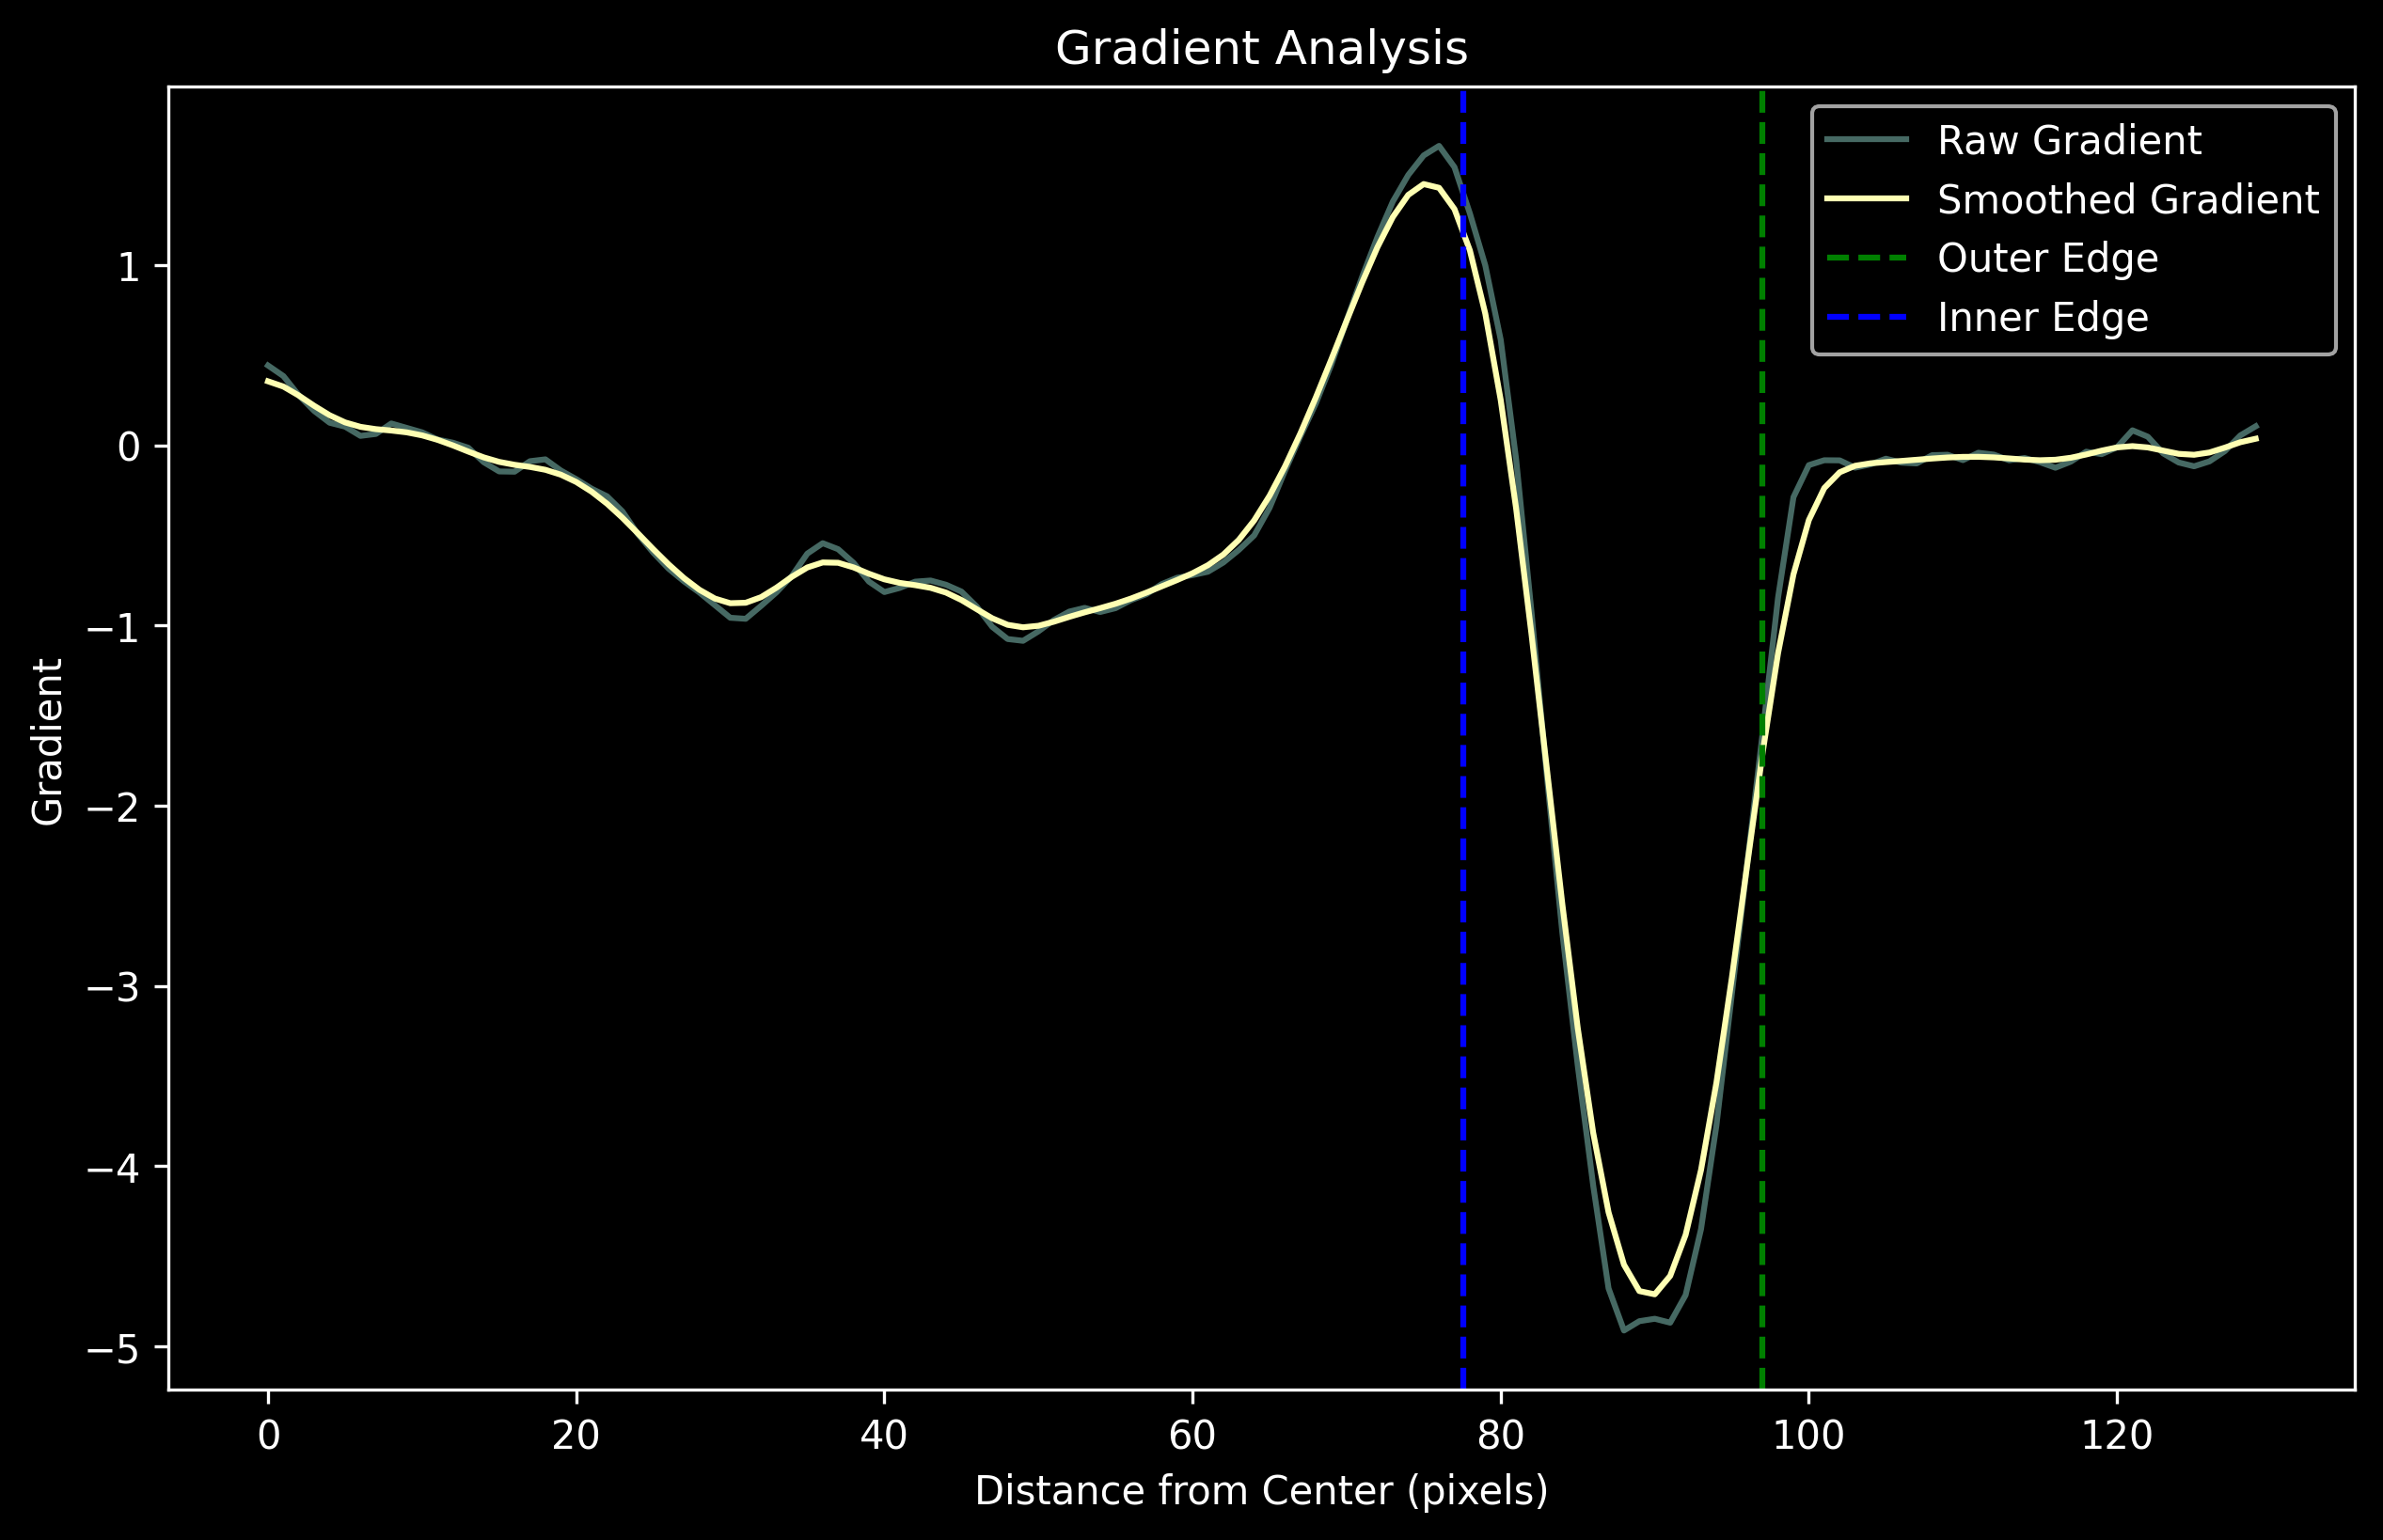 Gradient Analysis
Raw Gradient
Smoothed Gradient
Outer Edge
Inner Edge
1
0
−1
−2
−3
−4
−5
Gradient
0 20 40 60 80 100 120
Distance from Center (pixels)